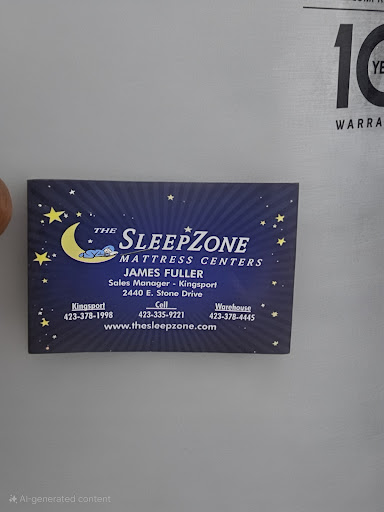 10
YE
WARRA
THE SLEEPZONE
MATTRESS CENTERS
JAMES FULLER
Sales Manager - Kingsport
2440 E. Stone Drive
Kingsport Cell Warehouse
423-378-1998 423-335-9221 423-378-4445
www.thesleepzone.com
AI-generated content